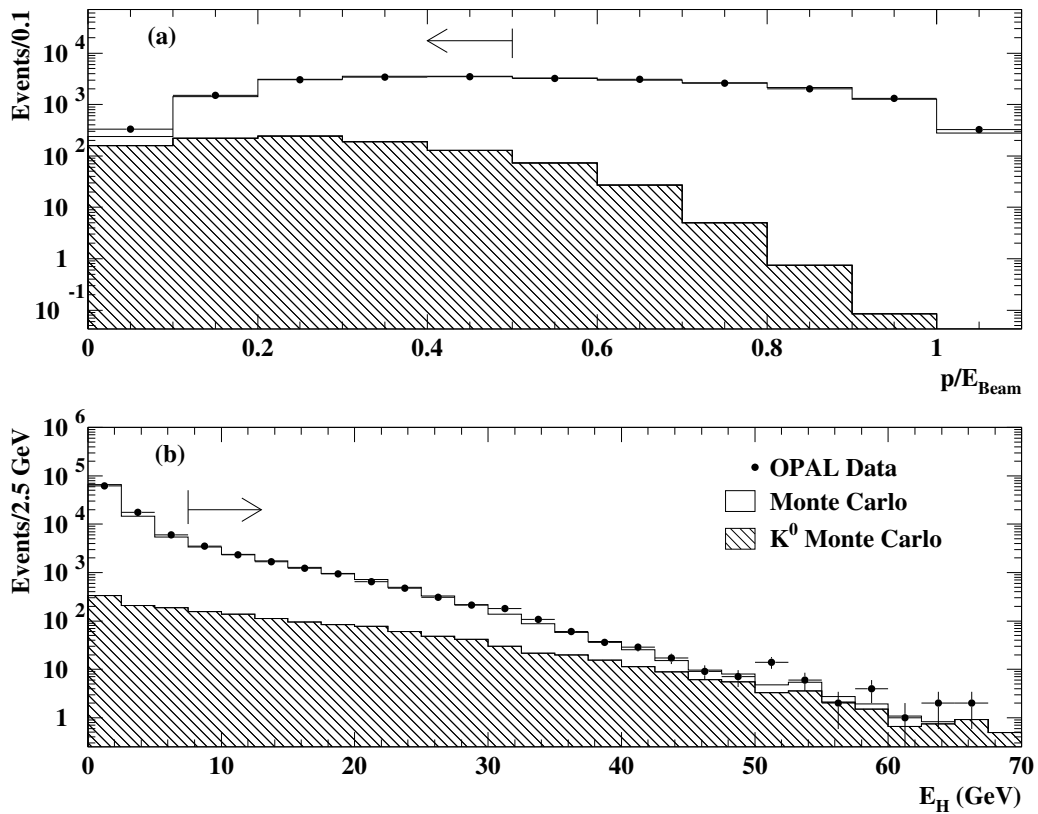 (a)
Events/0.1
10^4
10^3
10^2
10
1
10^-1
0 0.2 0.4 0.6 0.8 1
p/E_Beam
(b)
Events/2.5 GeV
10^6
10^5
10^4
10^3
10^2
10
1
OPAL Data
Monte Carlo
K^0 Monte Carlo
0 10 20 30 40 50 60 70
E_H (GeV)